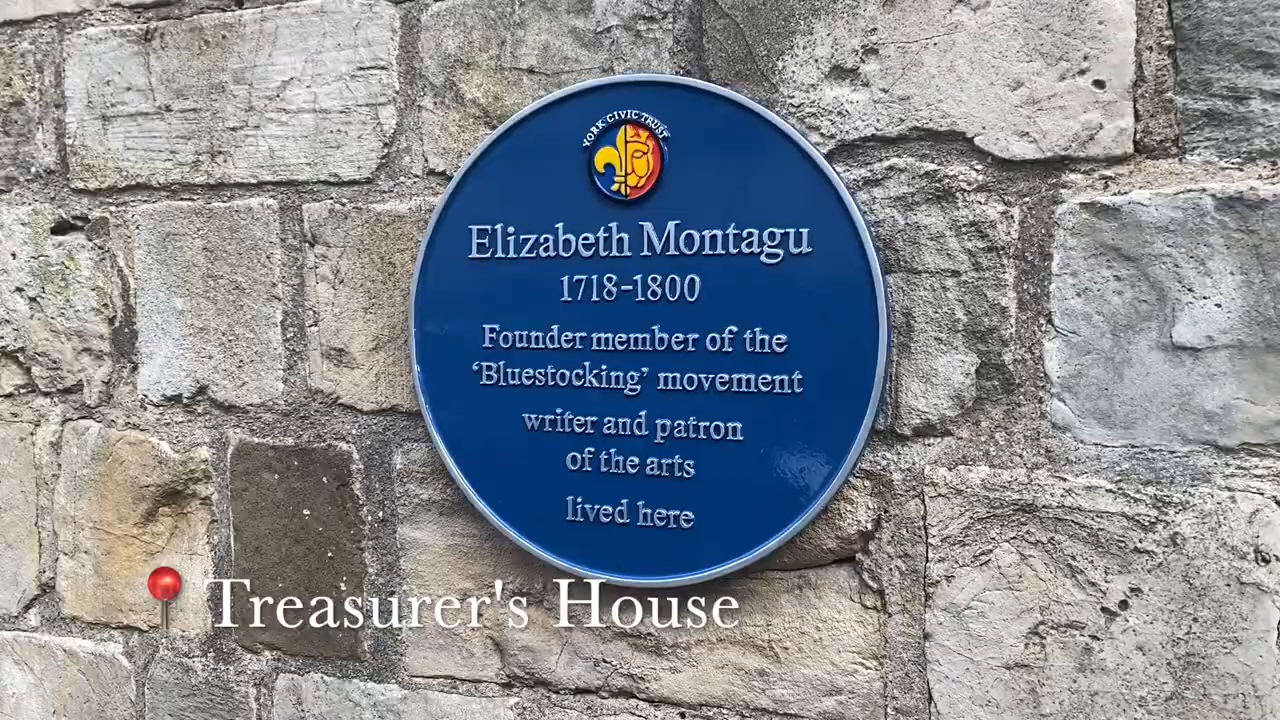 YORK CIVIC TRUST
Elizabeth Montagu
1718-1800
Founder member of the
‘Bluestocking’ movement
writer and patron
of the arts
lived here
Treasurer's House